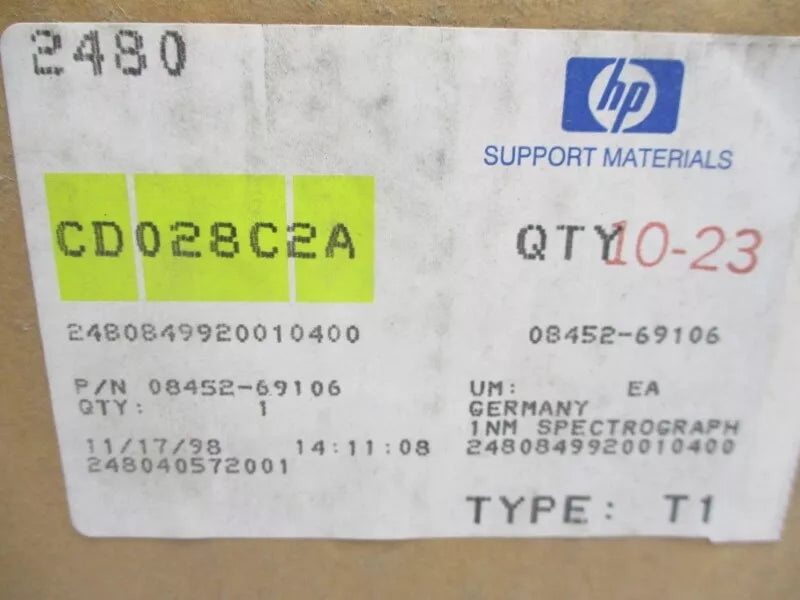 2480
hp
SUPPORT MATERIALS
CD028C2A
QTY 10-23
2480849920010400
08452-69106
P/N 08452-69106
QTY: 1
11/17/98 14:11:08
248040572001
UM: EA
GERMANY
1NM SPECTROGRAPH
2480849920010400
TYPE: T1